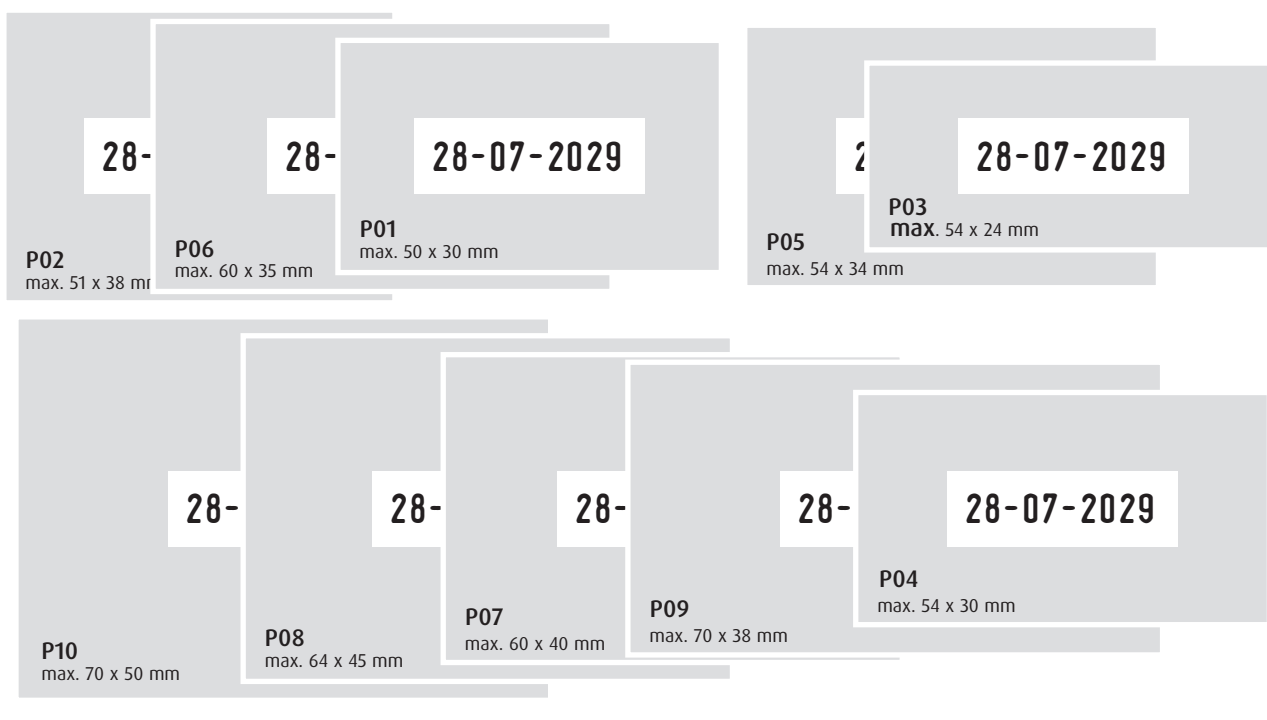 28-
28-
28-07-2029
2
28-07-2029
P02
max. 51 x 38 mm
P06
max. 60 x 35 mm
P01
max. 50 x 30 mm
P05
max. 54 x 34 mm
P03
max. 54 x 24 mm
28-
28-
28-
28-
28-07-2029
P10
max. 70 x 50 mm
P08
max. 64 x 45 mm
P07
max. 60 x 40 mm
P09
max. 70 x 38 mm
P04
max. 54 x 30 mm